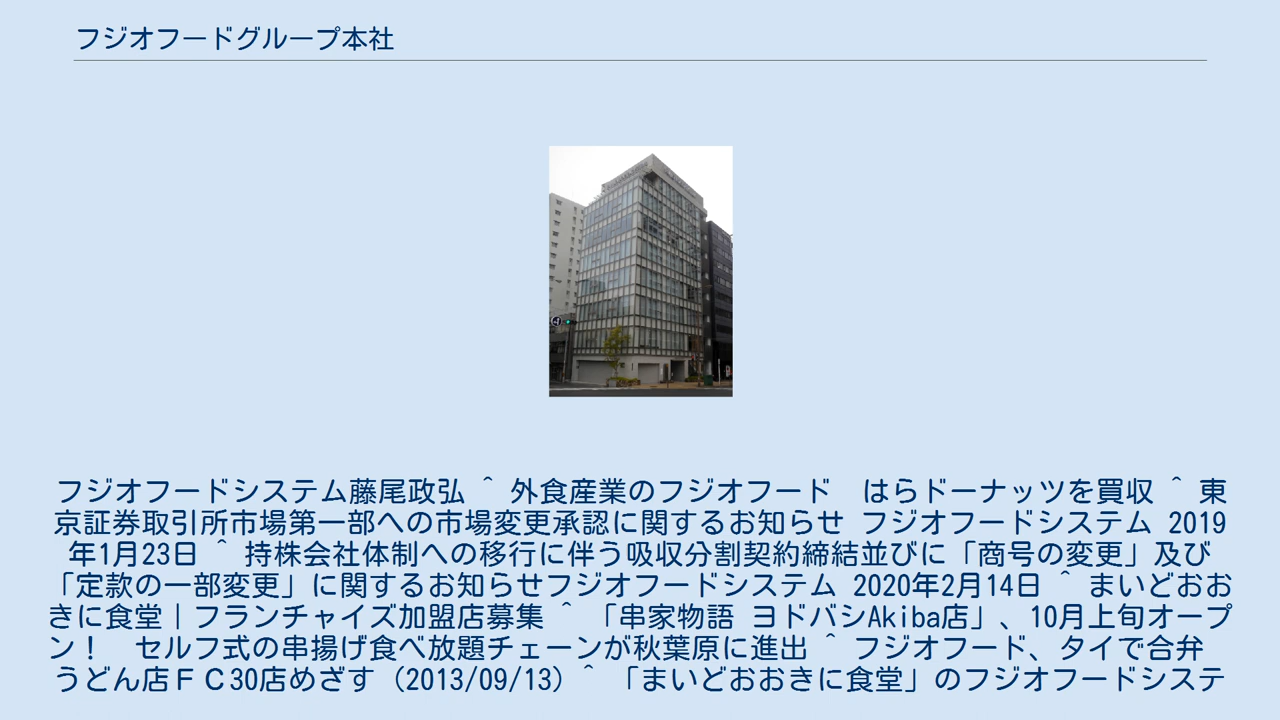 フジオフードグループ本社
フジオフードシステム藤尾政弘 ^ 外食産業のフジオフード　はらドーナッツを買収 ^ 東
京証券取引所市場第一部への市場変更承認に関するお知らせ フジオフードシステム 2019
年1月23日 ^ 持株会社体制への移行に伴う吸収分割契約締結並びに「商号の変更」及び
「定款の一部変更」に関するお知らせフジオフードシステム 2020年2月14日 ^ まいどおお
きに食堂｜フランチャイズ加盟店募集 ^ 「串家物語 ヨドバシAkiba店」、10月上旬オープ
ン！　セルフ式の串揚げ食べ放題チェーンが秋葉原に進出 ^ フジオフード、タイで合弁
うどん店ＦＣ30店めざす（2013/09/13）^ 「まいどおおきに食堂」のフジオフードシステ